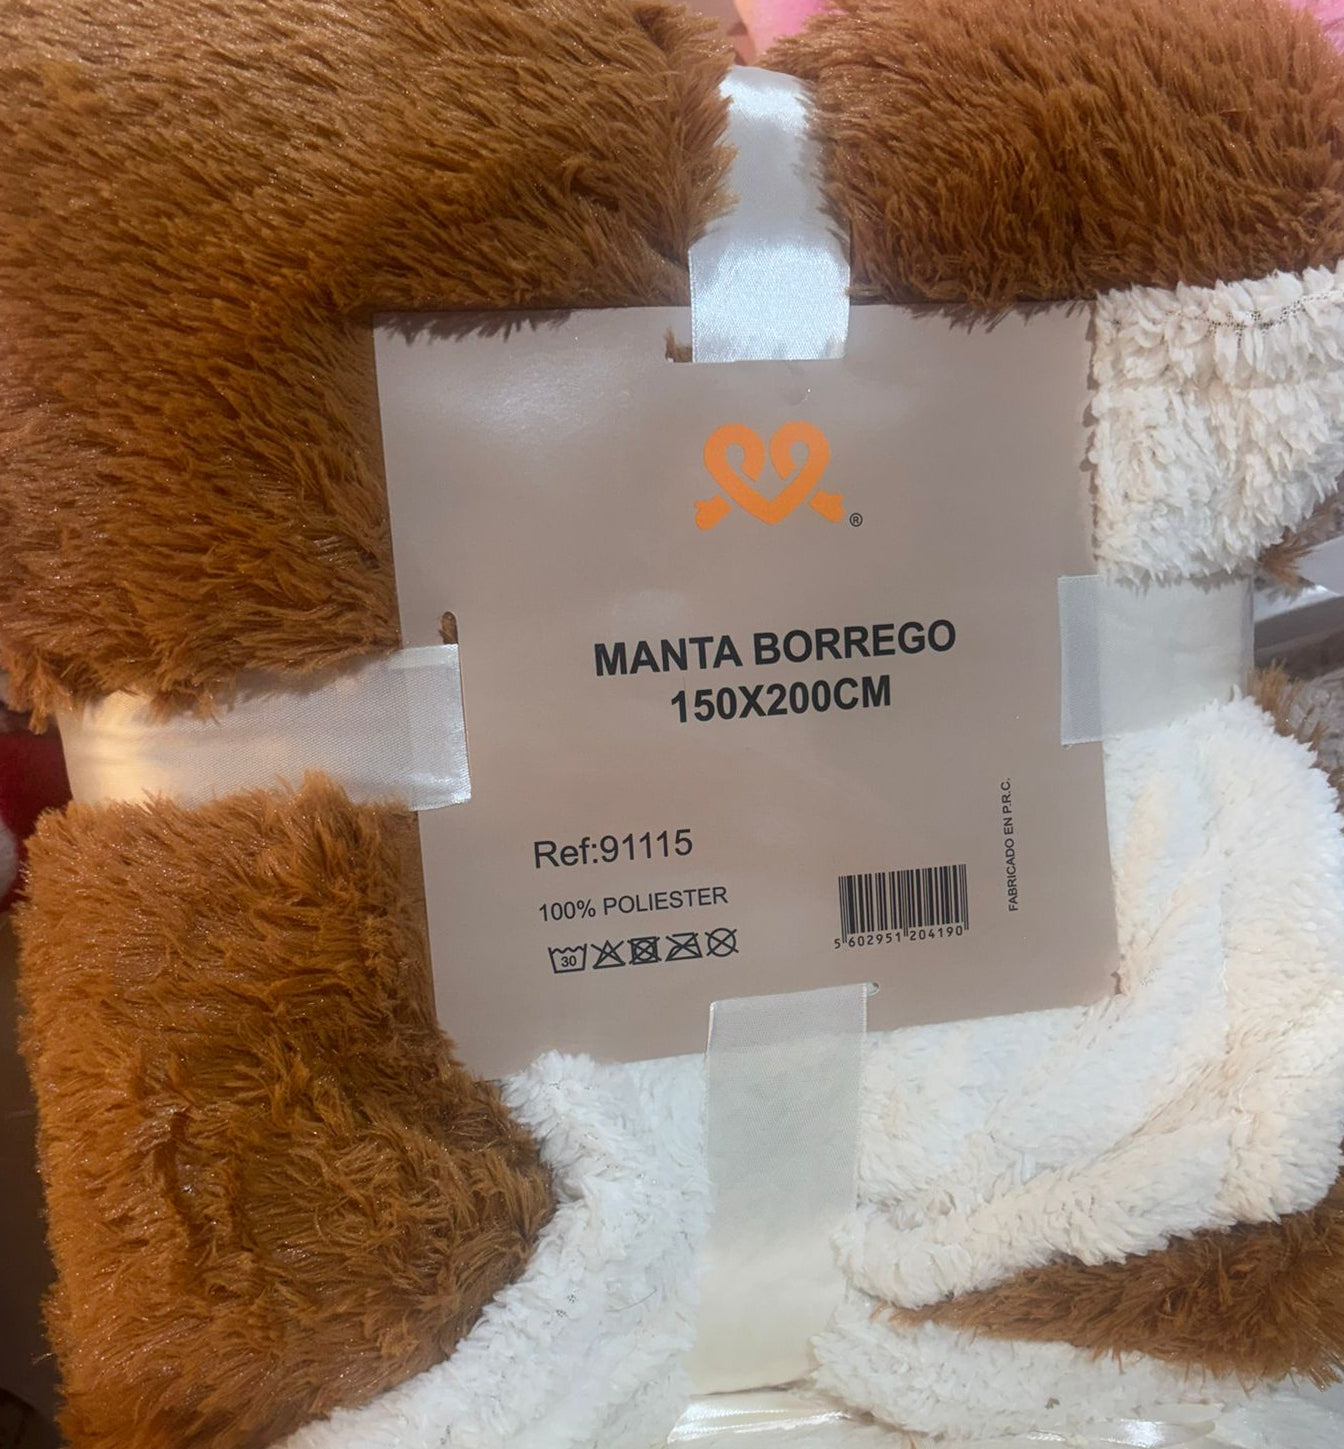 ®
MANTA BORREGO
150X200CM
Ref:91115
100% POLIESTER
30
5 602951 204190
FABRICADO EN P.R.C.